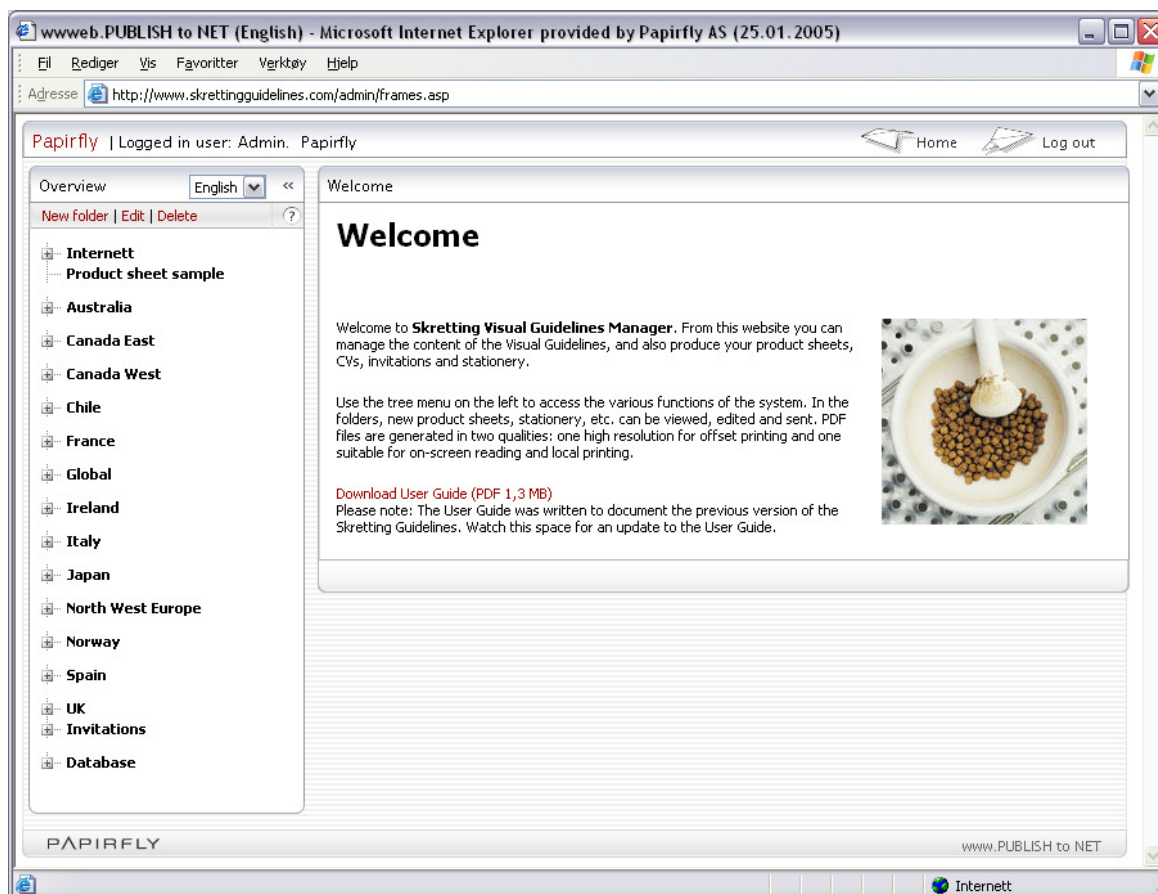 wwweb.PUBLISH to NET (English) - Microsoft Internet Explorer provided by Papirfly AS (25.01.2005)
Fil Rediger Vis Favoritter Verktøy Hjelp
Adresse http://www.skrettingguidelines.com/admin/frames.asp
Papirfly | Logged in user: Admin. Papirfly Home Log out
Overview English «
New folder | Edit | Delete ?
Internett
Product sheet sample
Australia
Canada East
Canada West
Chile
France
Global
Ireland
Italy
Japan
North West Europe
Norway
Spain
UK
Invitations
Database
Welcome
Welcome
Welcome to Skretting Visual Guidelines Manager. From this website you can
manage the content of the Visual Guidelines, and also produce your product sheets,
CVs, invitations and stationery.
Use the tree menu on the left to access the various functions of the system. In the
folders, new product sheets, stationery, etc. can be viewed, edited and sent. PDF
files are generated in two qualities: one high resolution for offset printing and one
suitable for on-screen reading and local printing.
Download User Guide (PDF 1,3 MB)
Please note: The User Guide was written to document the previous version of the
Skretting Guidelines. Watch this space for an update to the User Guide.
PAPIRFLY www.PUBLISH to NET
Internett